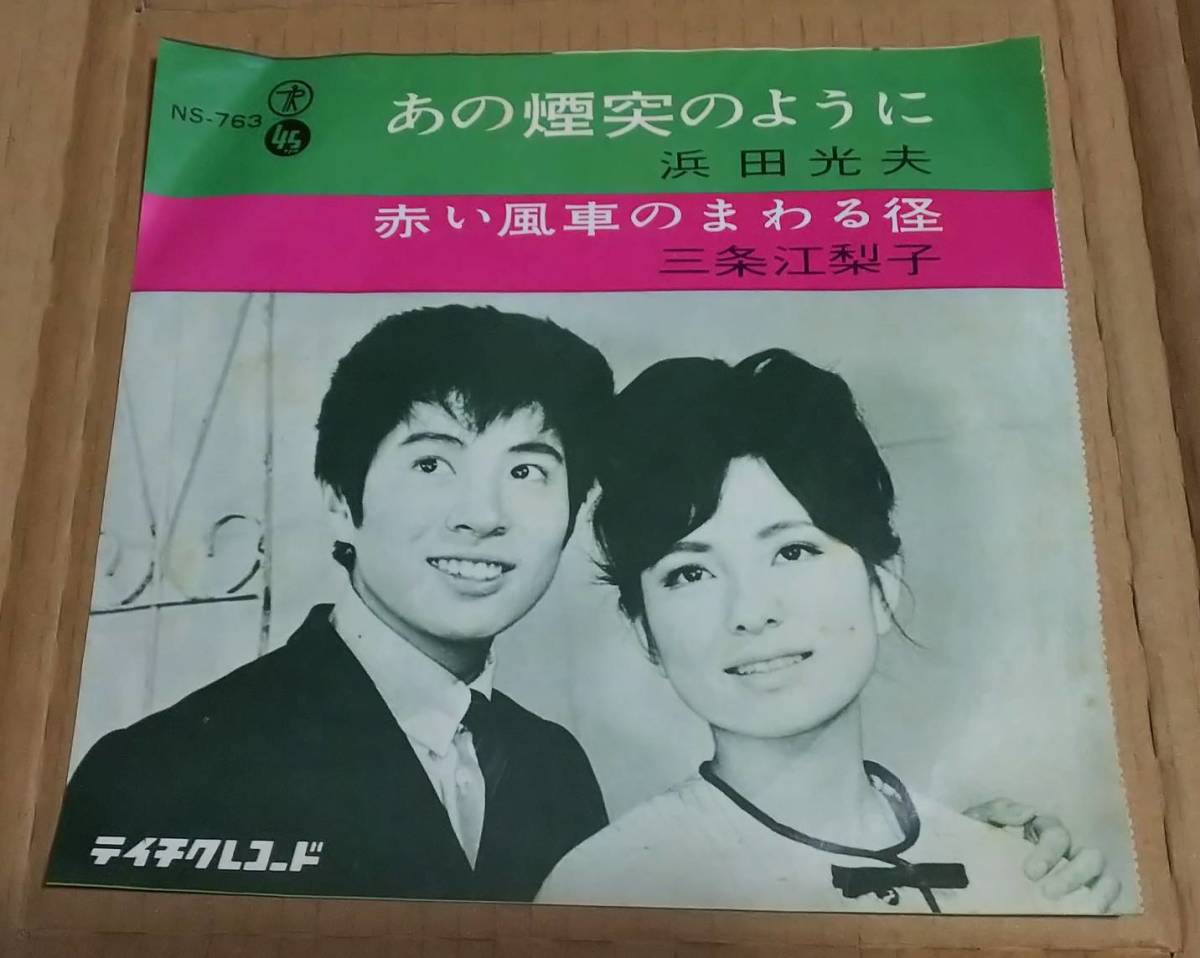 NS-763
45
あの煙突のように
浜田光夫
赤い風車のまわる径
三条江梨子
テイチクレコード